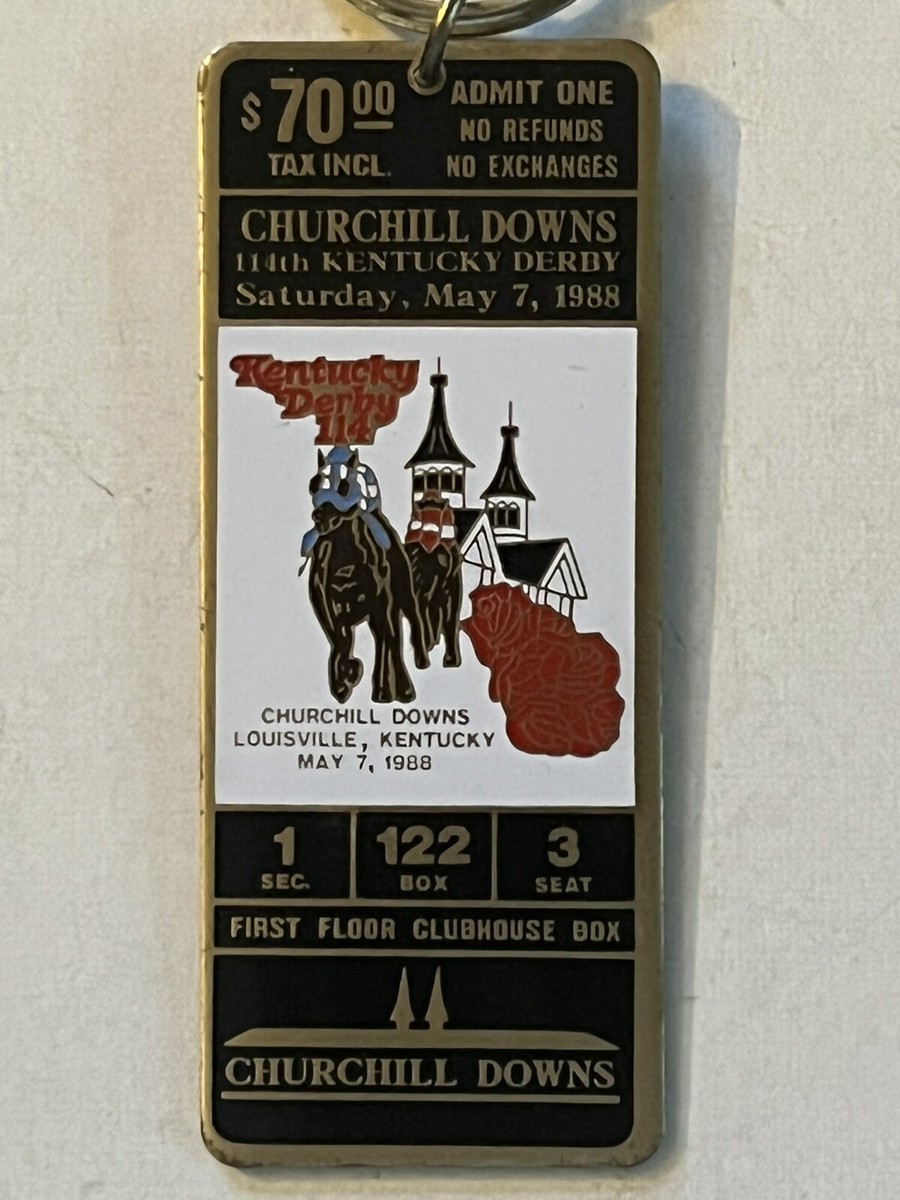 $70.00 ADMIT ONE
NO REFUNDS
TAX INCL. NO EXCHANGES
CHURCHILL DOWNS
114th KENTUCKY DERBY
Saturday, May 7, 1988
Kentucky
Derby
114
CHURCHILL DOWNS
LOUISVILLE, KENTUCKY
MAY 7, 1988
1 122 3
SEC. BOX SEAT
FIRST FLOOR CLUBHOUSE BOX
CHURCHILL DOWNS